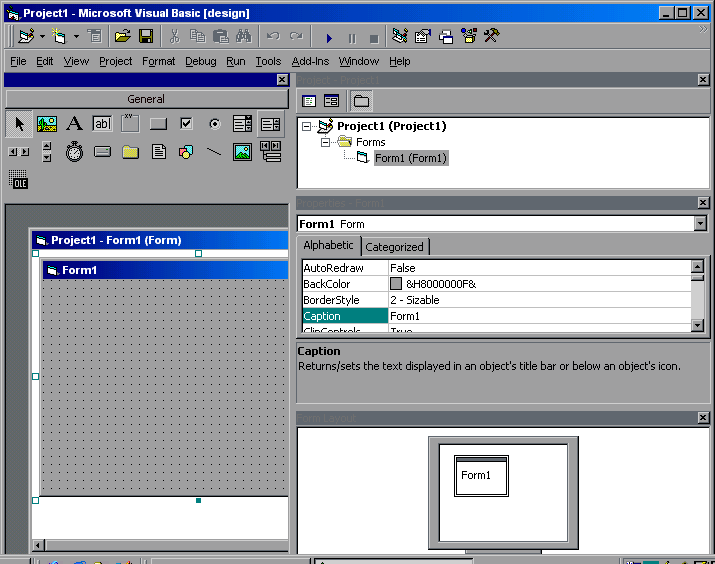 Project1 - Microsoft Visual Basic [design]
File Edit View Project Format Debug Run Tools Add-Ins Window Help
General
ab|
xy
OLE
Project1 - Project1
Project1 (Project1)
Forms
Form1 (Form1)
Project1 - Form1 (Form)
Form1
Properties - Form1
Form1 Form
Alphabetic Categorized
AutoRedraw False
BackColor &H8000000F&
BorderStyle 2 - Sizable
Caption Form1
ClipControls True
Caption
Returns/sets the text displayed in an object's title bar or below an object's icon.
Form Layout
Form1